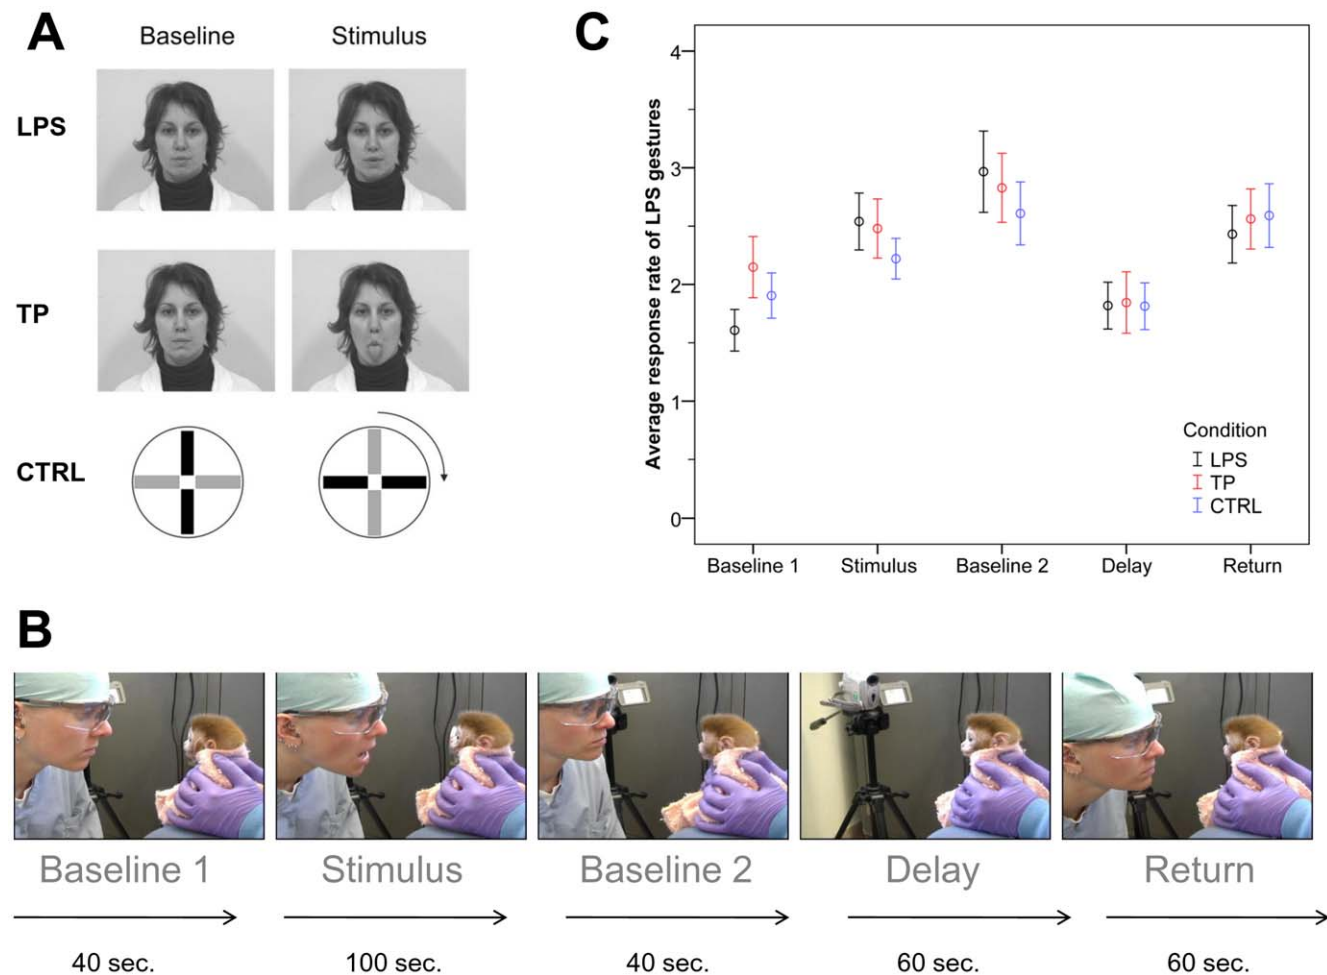 A
Baseline
Stimulus
LPS
TP
CTRL
C
Average response rate of LPS gestures
4
3
2
1
0
Condition
LPS
TP
CTRL
Baseline 1
Stimulus
Baseline 2
Delay
Return
B
Baseline 1
Stimulus
Baseline 2
Delay
Return
40 sec.
100 sec.
40 sec.
60 sec.
60 sec.